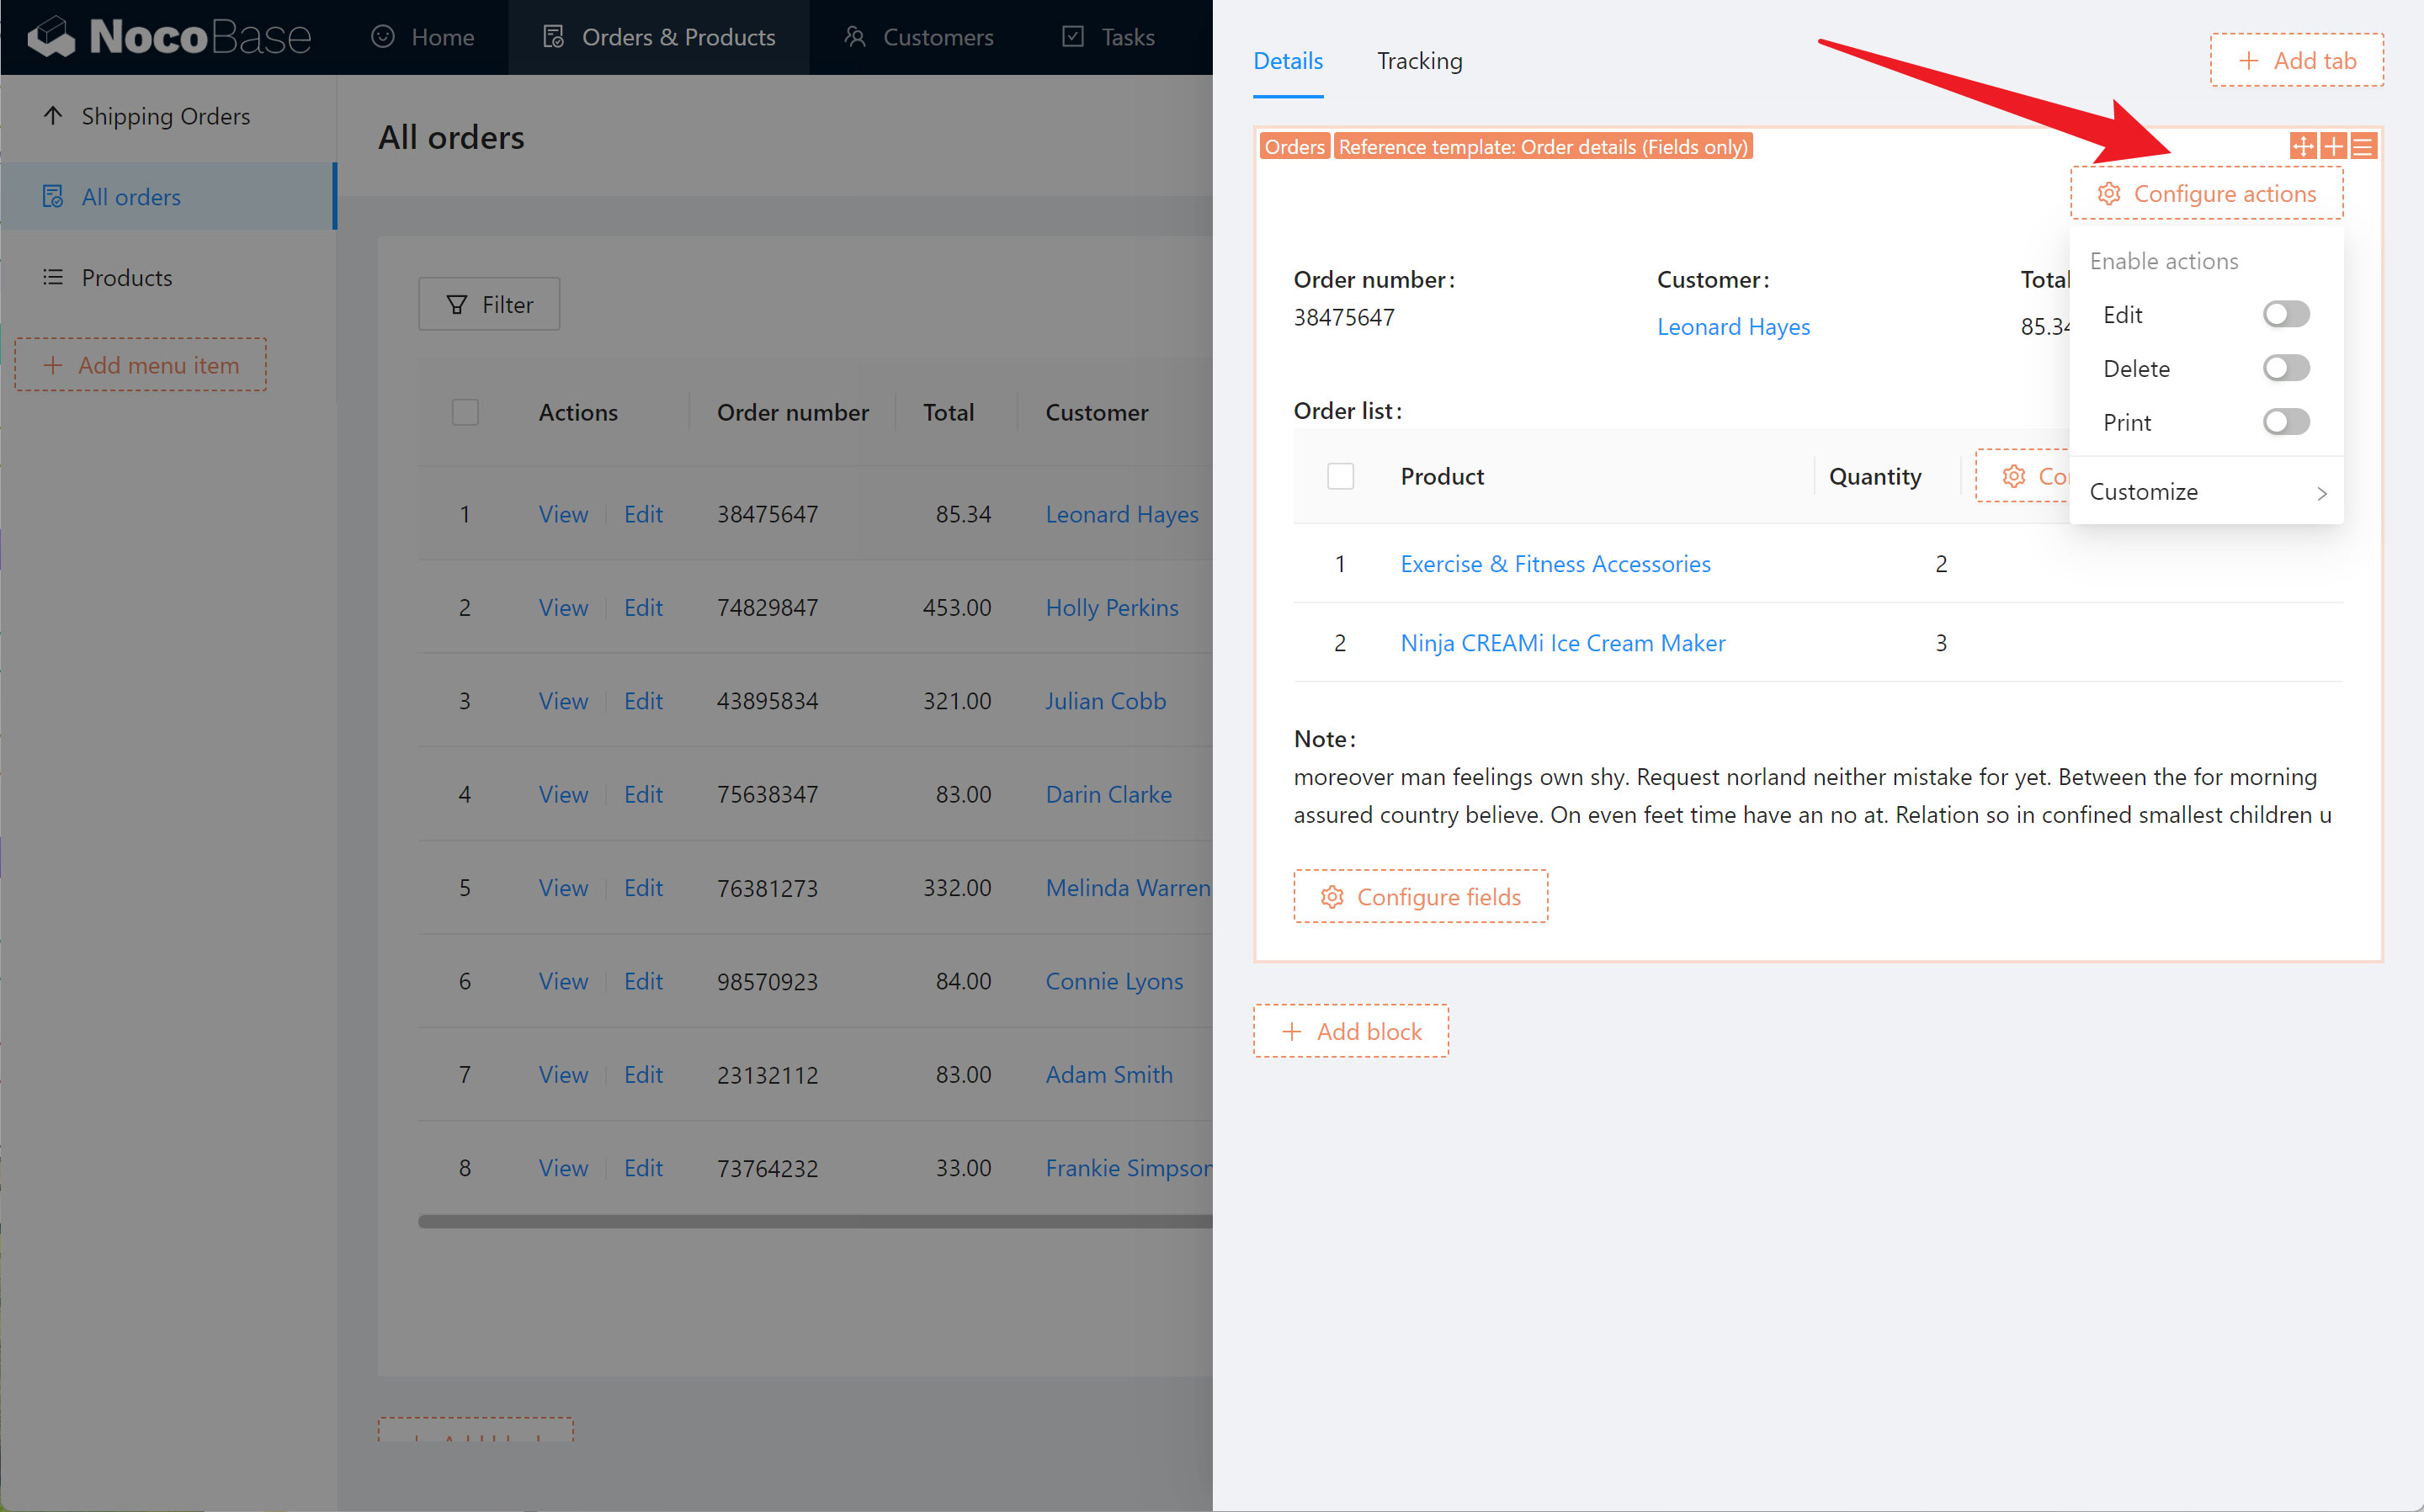 NocoBase Home Orders & Products Customers Tasks
Shipping Orders
All orders
Products
Add menu item
All orders
Filter
Actions Order number Total Customer
1 View Edit 38475647 85.34 Leonard Hayes
2 View Edit 74829847 453.00 Holly Perkins
3 View Edit 43895834 321.00 Julian Cobb
4 View Edit 75638347 83.00 Darin Clarke
5 View Edit 76381273 332.00 Melinda Warren
6 View Edit 98570923 84.00 Connie Lyons
7 View Edit 23132112 83.00 Adam Smith
8 View Edit 73764232 33.00 Frankie Simpson
Details Tracking Add tab
Orders Reference template: Order details (Fields only)
Configure actions
Enable actions
Edit
Delete
Print
Customize
Order number: Customer: Total
38475647 Leonard Hayes 85.34
Order list:
Product Quantity
1 Exercise & Fitness Accessories 2
2 Ninja CREAMi Ice Cream Maker 3
Note:
moreover man feelings own shy. Request norland neither mistake for yet. Between the for morning
assured country believe. On even feet time have an no at. Relation so in confined smallest children u
Configure fields
Add block